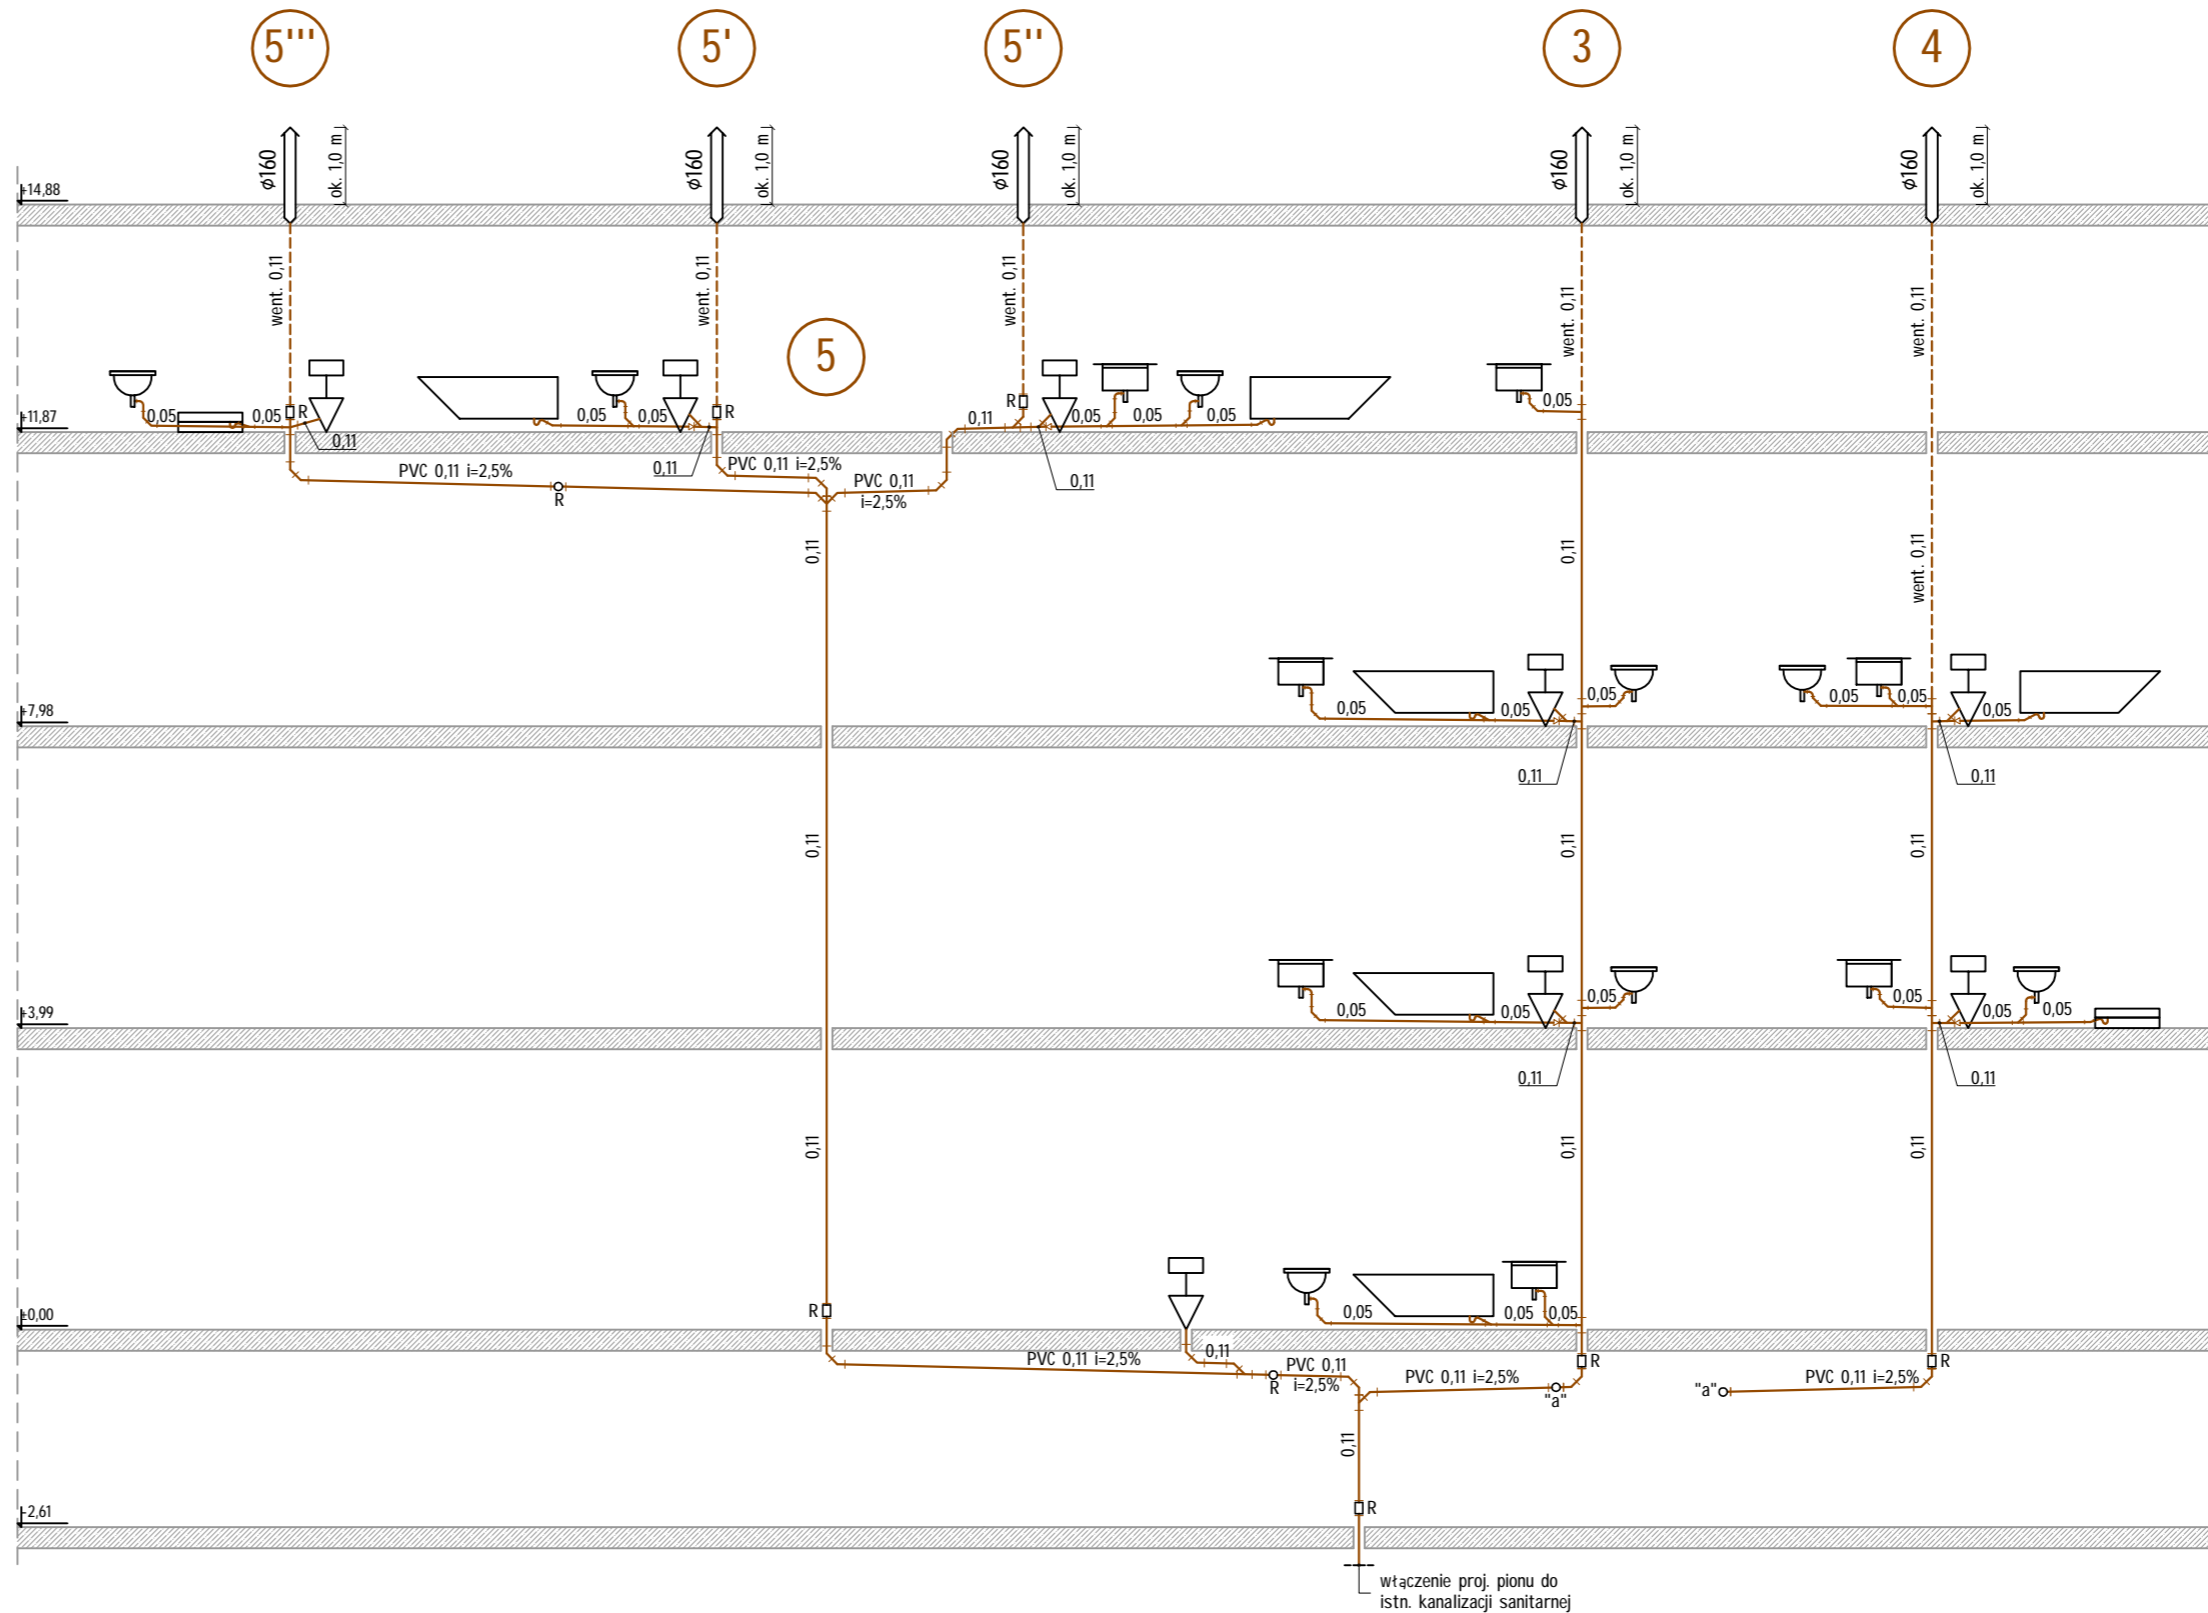 5'''
5'
5''
3
4
φ160
ok. 1,0 m
φ160
ok. 1,0 m
φ160
ok. 1,0 m
φ160
ok. 1,0 m
φ160
ok. 1,0 m
+14,88
went. 0,11
went. 0,11
went. 0,11
went. 0,11
went. 0,11
5
+11,87
0,05
0,05
R
0,11
0,05
0,05
R
0,11
0,11
R
0,05
0,05
0,05
0,11
0,05
PVC 0,11 i=2,5%
R
PVC 0,11 i=2,5%
PVC 0,11
i=2,5%
0,11
0,11
went. 0,11
+7,98
0,05
0,05
0,05
0,11
0,05
0,05
0,05
0,11
0,11
0,11
0,11
+3,99
0,05
0,05
0,05
0,11
0,05
0,05
0,05
0,11
0,11
0,11
0,11
±0,00
R
0,05
0,05
0,05
PVC 0,11 i=2,5%
0,11
R
PVC 0,11
i=2,5%
PVC 0,11 i=2,5%
"a"
R
"a"
PVC 0,11 i=2,5%
R
0,11
R
-2,61
włączenie proj. pionu do
istn. kanalizacji sanitarnej